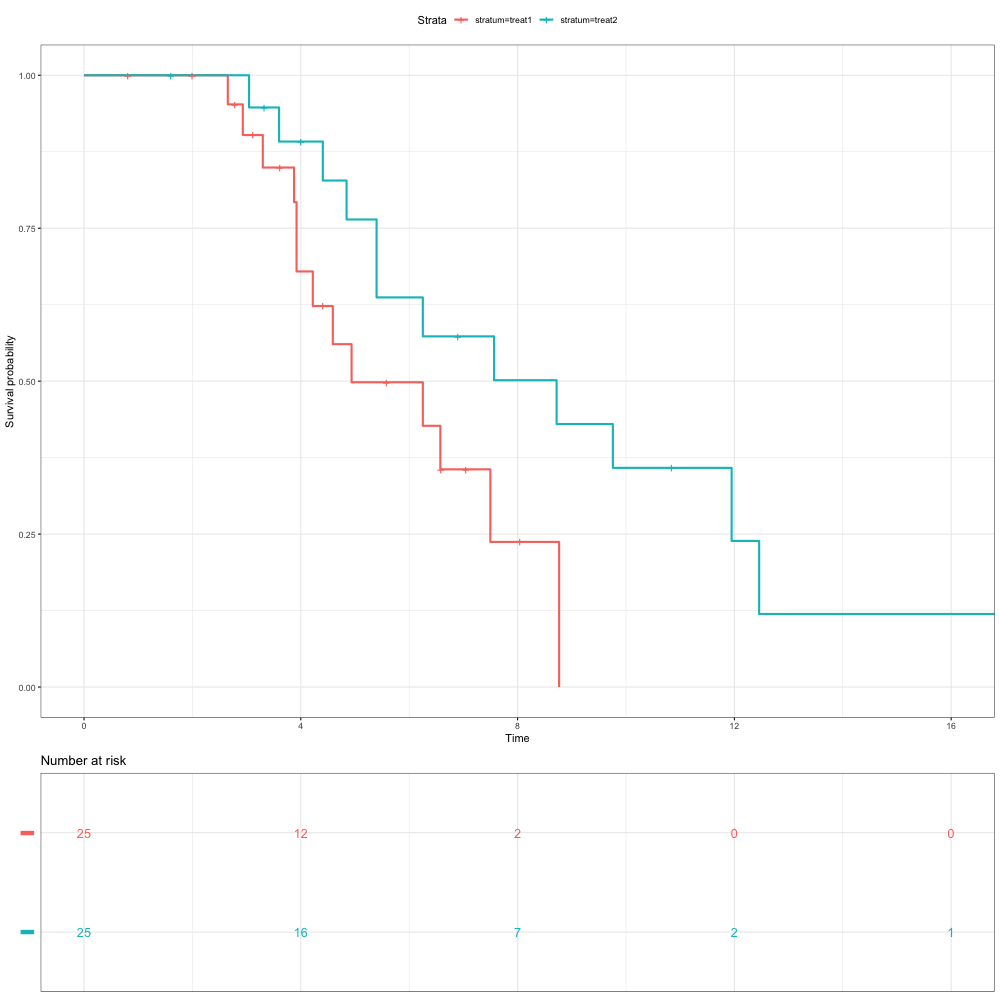 Strata stratum=treat1 stratum=treat2
1.00
0.75
0.50
0.25
0.00
Survival probability
0 4 8 12 16
Time
Number at risk
25 12 2 0 0
25 16 7 2 1